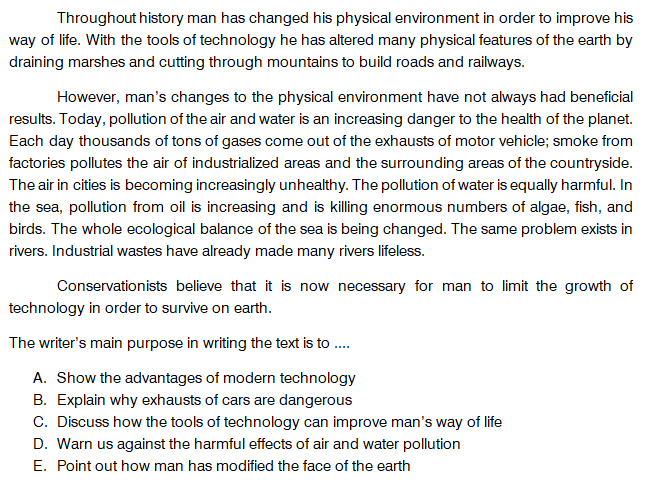 Throughout history man has changed his physical environment in order to improve his
way of life. With the tools of technology he has altered many physical features of the earth by
draining marshes and cutting through mountains to build roads and railways.
However, man’s changes to the physical environment have not always had beneficial
results. Today, pollution of the air and water is an increasing danger to the health of the planet.
Each day thousands of tons of gases come out of the exhausts of motor vehicle; smoke from
factories pollutes the air of industrialized areas and the surrounding areas of the countryside.
The air in cities is becoming increasingly unhealthy. The pollution of water is equally harmful. In
the sea, pollution from oil is increasing and is killing enormous numbers of algae, fish, and
birds. The whole ecological balance of the sea is being changed. The same problem exists in
rivers. Industrial wastes have already made many rivers lifeless.
Conservationists believe that it is now necessary for man to limit the growth of
technology in order to survive on earth.
The writer’s main purpose in writing the text is to ....
A. Show the advantages of modern technology
B. Explain why exhausts of cars are dangerous
C. Discuss how the tools of technology can improve man’s way of life
D. Warn us against the harmful effects of air and water pollution
E. Point out how man has modified the face of the earth